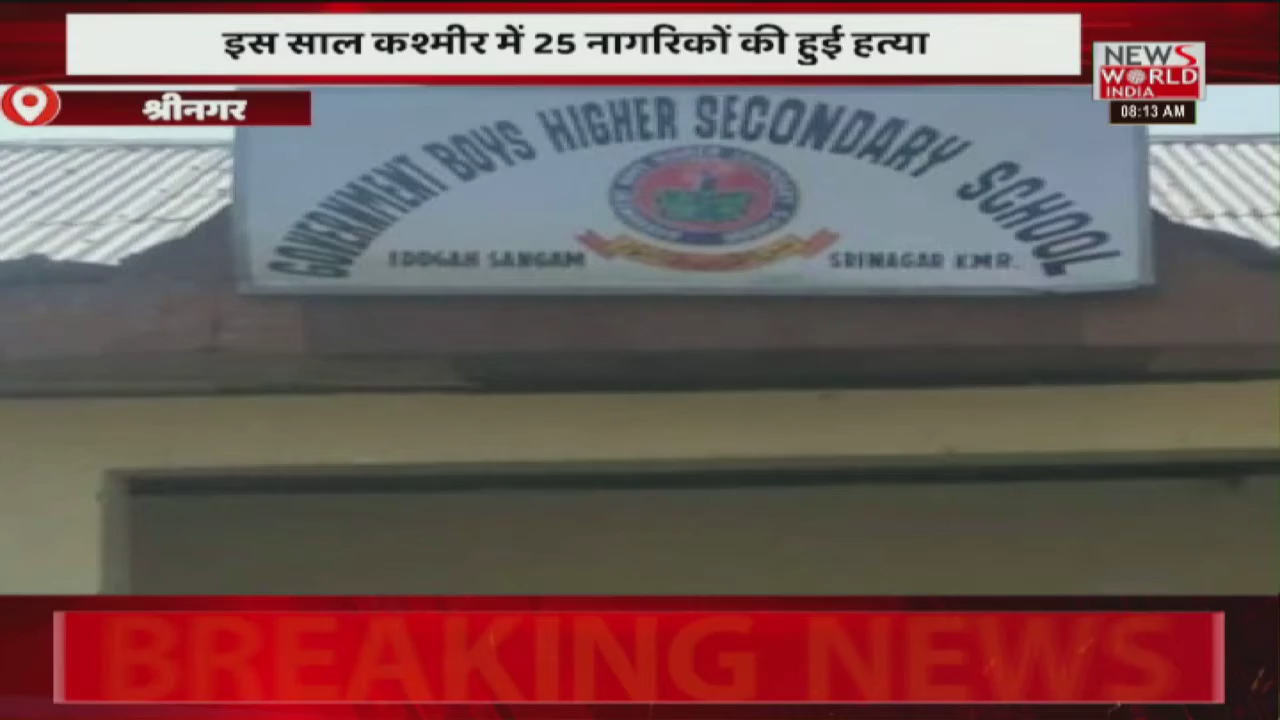 इस साल कश्मीर में 25 नागरिकों की हुई हत्या
NEWS
WORLD
INDIA
08:13 AM
श्रीनगर
GOVERNMENT BOYS HIGHER SECONDARY SCHOOL
EDDGAH SANGAM
SRINAGAR KMR.
BREAKING NEWS